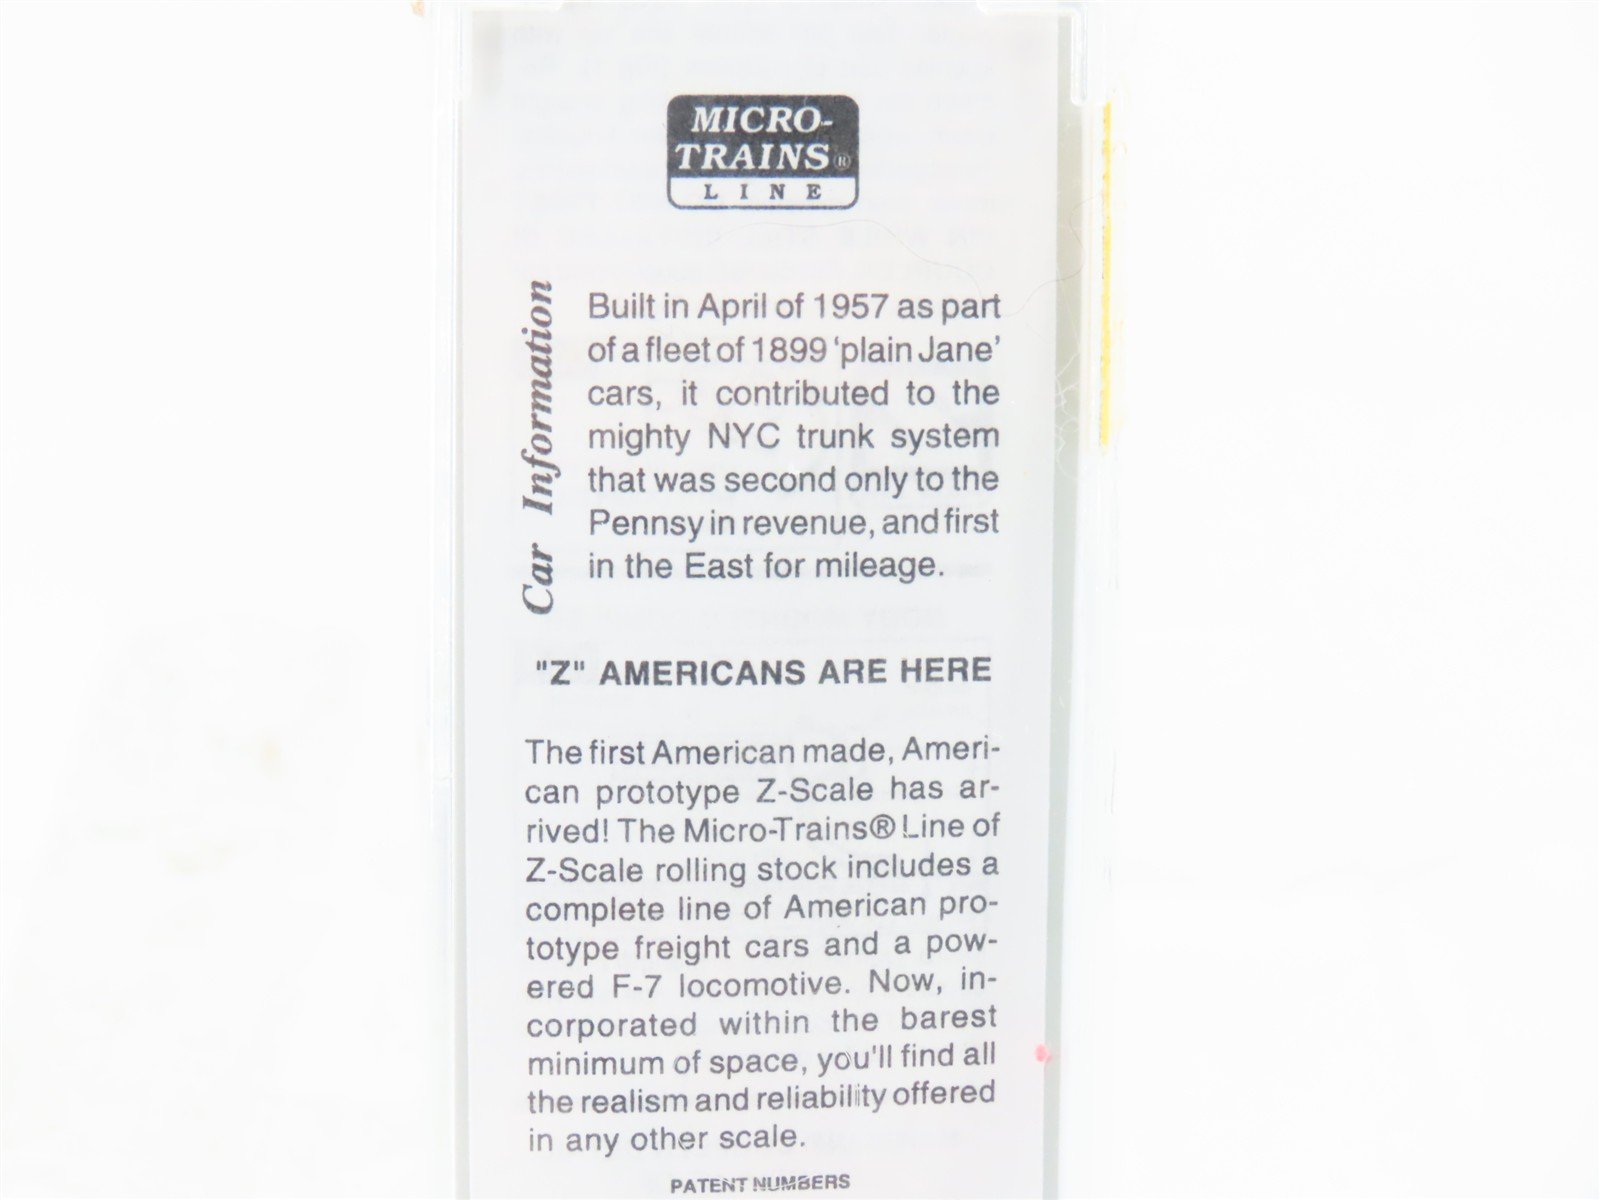 MICRO-
TRAINS®
LINE
Car Information
Built in April of 1957 as part
of a fleet of 1899 ‘plain Jane’
cars, it contributed to the
mighty NYC trunk system
that was second only to the
Pennsy in revenue, and first
in the East for mileage.
"Z" AMERICANS ARE HERE
The first American made, Ameri-
can prototype Z-Scale has ar-
rived! The Micro-Trains® Line of
Z-Scale rolling stock includes a
complete line of American pro-
totype freight cars and a pow-
ered F-7 locomotive. Now, in-
corporated within the barest
minimum of space, you'll find all
the realism and reliability offered
in any other scale.
PATENT NUMBERS